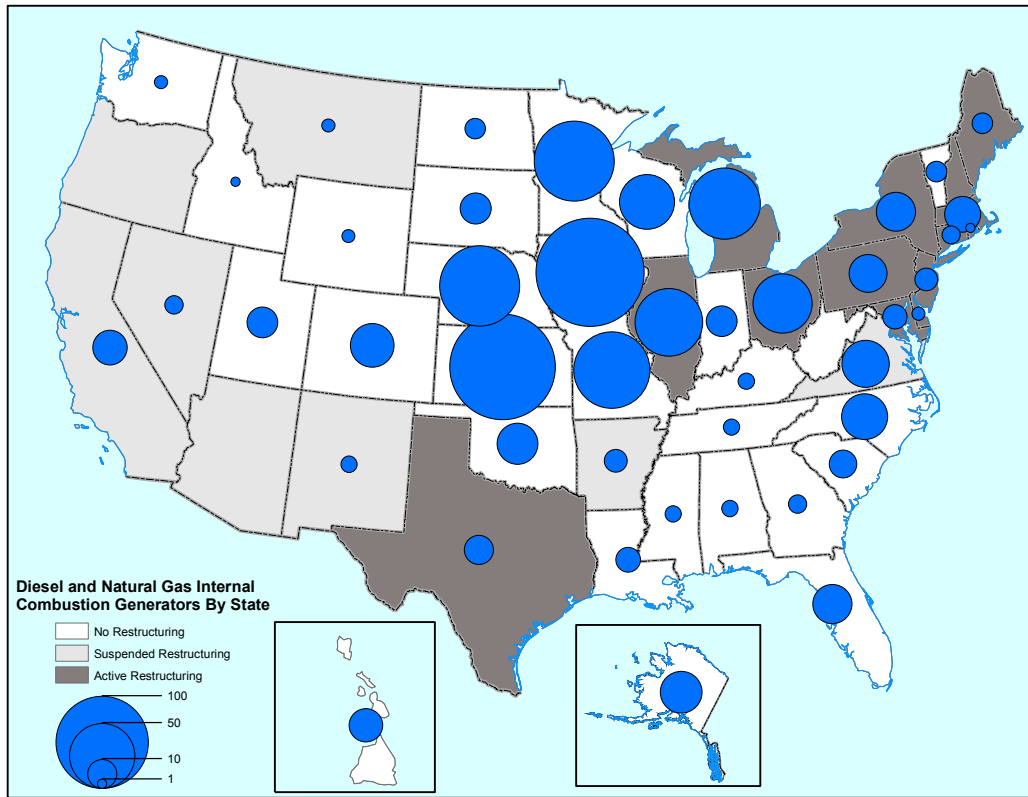 Diesel and Natural Gas Internal
Combustion Generators By State
No Restructuring
Suspended Restructuring
Active Restructuring
100
50
10
1